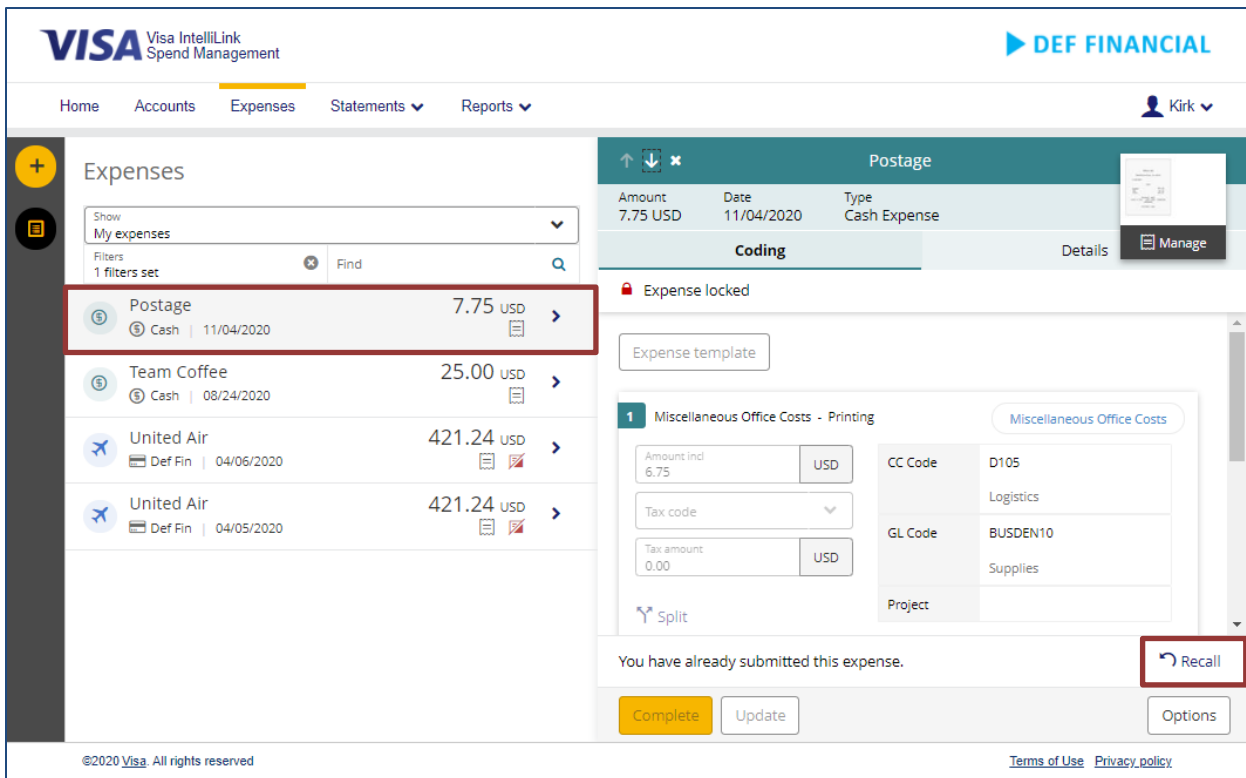 VISA Visa IntelliLink
Spend Management
DEF FINANCIAL
Home Accounts Expenses Statements Reports Kirk
Expenses
Show
My expenses
Filters
1 filters set
Find
Postage 7.75 USD
Cash | 11/04/2020
Team Coffee 25.00 USD
Cash | 08/24/2020
United Air 421.24 USD
Def Fin | 04/06/2020
United Air 421.24 USD
Def Fin | 04/05/2020
Postage
Amount Date Type
7.75 USD 11/04/2020 Cash Expense
Manage
Coding Details
Expense locked
Expense template
1 Miscellaneous Office Costs - Printing Miscellaneous Office Costs
Amount incl
6.75 USD
Tax code
Tax amount
0.00 USD
Split
CC Code D105
Logistics
GL Code BUSDEN10
Supplies
Project
You have already submitted this expense. Recall
Complete Update Options
©2020 Visa. All rights reserved Terms of Use Privacy policy